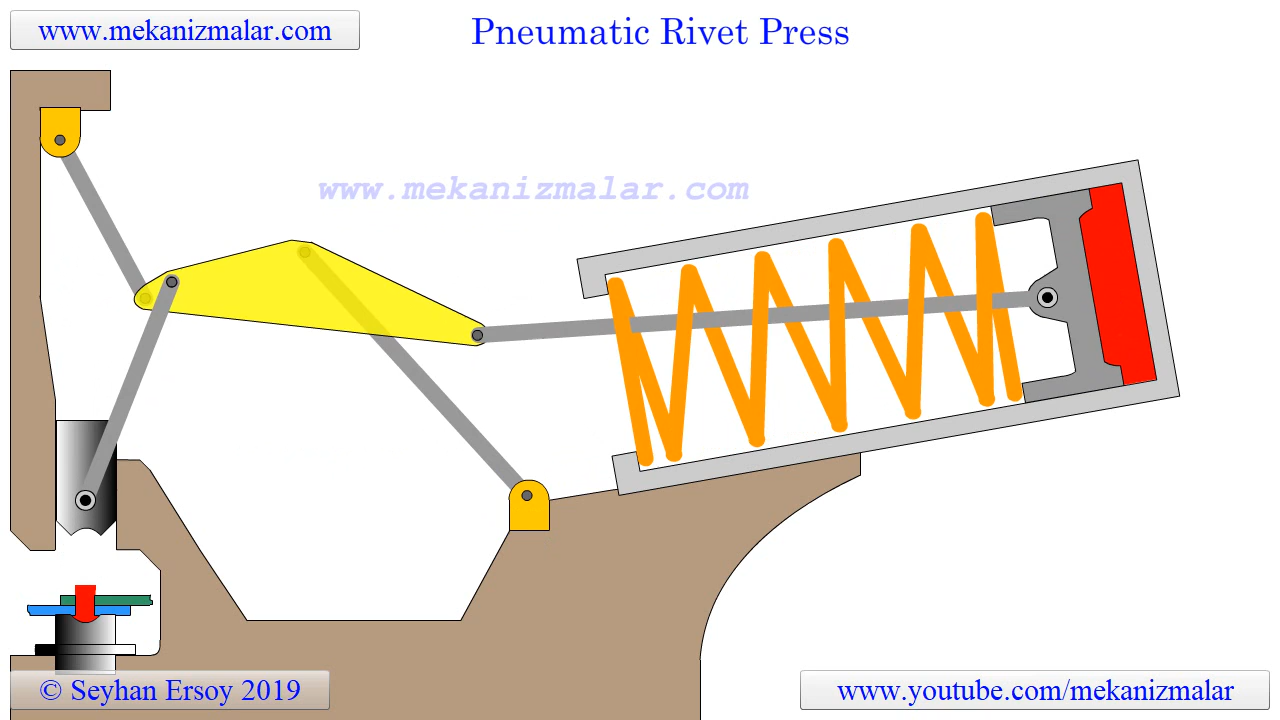 www.mekanizmalar.com
Pneumatic Rivet Press
www.mekanizmalar.com
© Seyhan Ersoy 2019
www.youtube.com/mekanizmalar